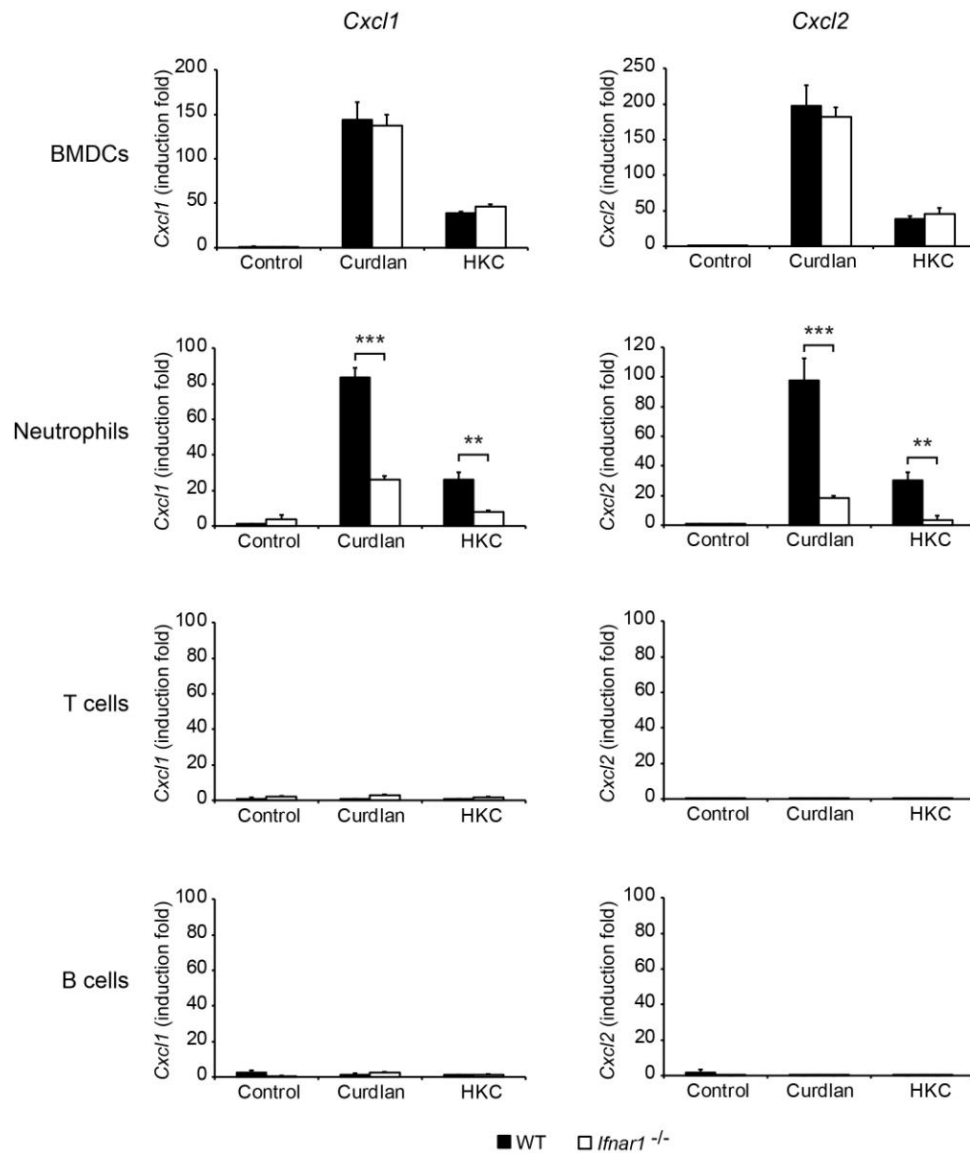 Cxcl1
Cxcl2
BMDCs
Cxcl1 (induction fold)
200
150
100
50
0
Control
Curdlan
HKC
Cxcl2 (induction fold)
250
200
150
100
50
0
Control
Curdlan
HKC
Neutrophils
Cxcl1 (induction fold)
100
80
60
40
20
0
***
**
Control
Curdlan
HKC
Cxcl2 (induction fold)
120
100
80
60
40
20
0
***
**
Control
Curdlan
HKC
T cells
Cxcl1 (induction fold)
100
80
60
40
20
0
Control
Curdlan
HKC
Cxcl2 (induction fold)
100
80
60
40
20
0
Control
Curdlan
HKC
B cells
Cxcl1 (induction fold)
100
80
60
40
20
0
Control
Curdlan
HKC
Cxcl2 (induction fold)
100
80
60
40
20
0
Control
Curdlan
HKC
WT Ifnar1 -/-